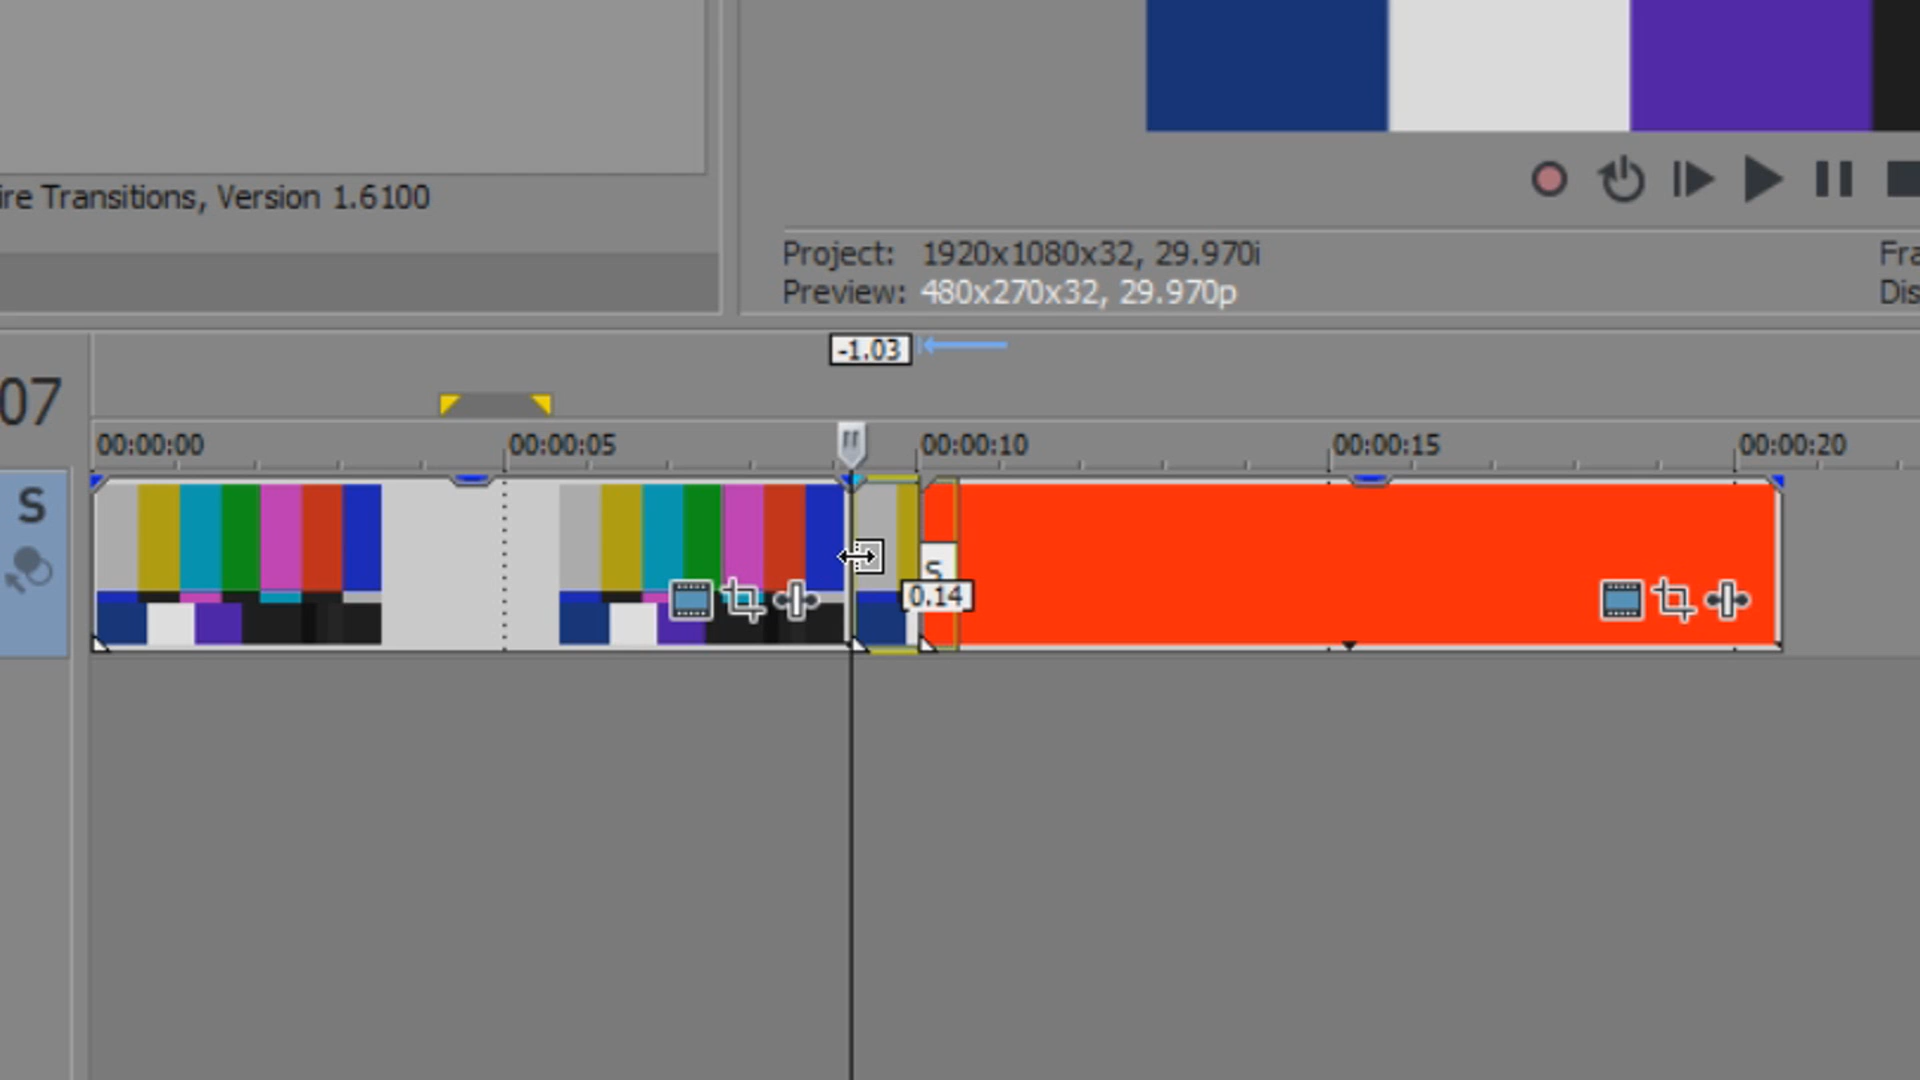 ire Transitions, Version 1.6100
Project: 1920x1080x32, 29.970i
Fra
Preview: 480x270x32, 29.970p
Dis
-1.03
07
00:00:00 00:00:05 00:00:10 00:00:15 00:00:20
S
S
0.14